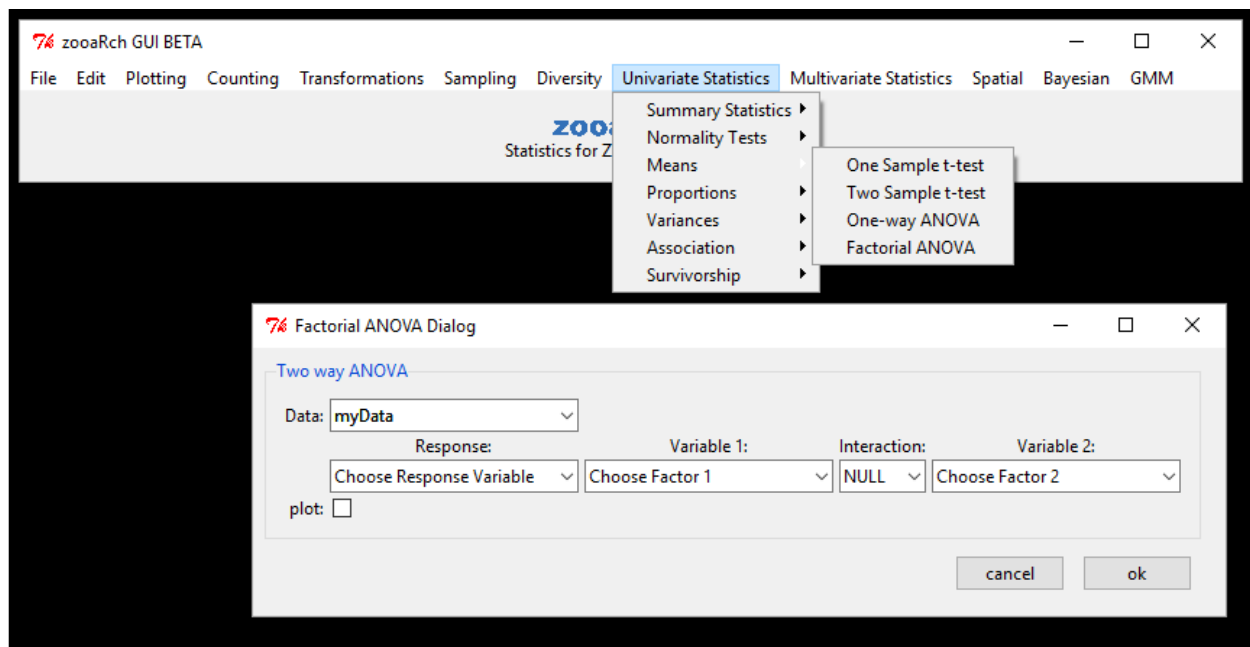 zooaRch GUI BETA
File Edit Plotting Counting Transformations Sampling Diversity Univariate Statistics Multivariate Statistics Spatial Bayesian GMM
Statistics for
Summary Statistics
Normality Tests
Means
Proportions
Variances
Association
Survivorship
One Sample t-test
Two Sample t-test
One-way ANOVA
Factorial ANOVA
Factorial ANOVA Dialog
Two way ANOVA
Data: myData
Response: Variable 1: Interaction: Variable 2:
Choose Response Variable Choose Factor 1 NULL Choose Factor 2
plot:
cancel ok